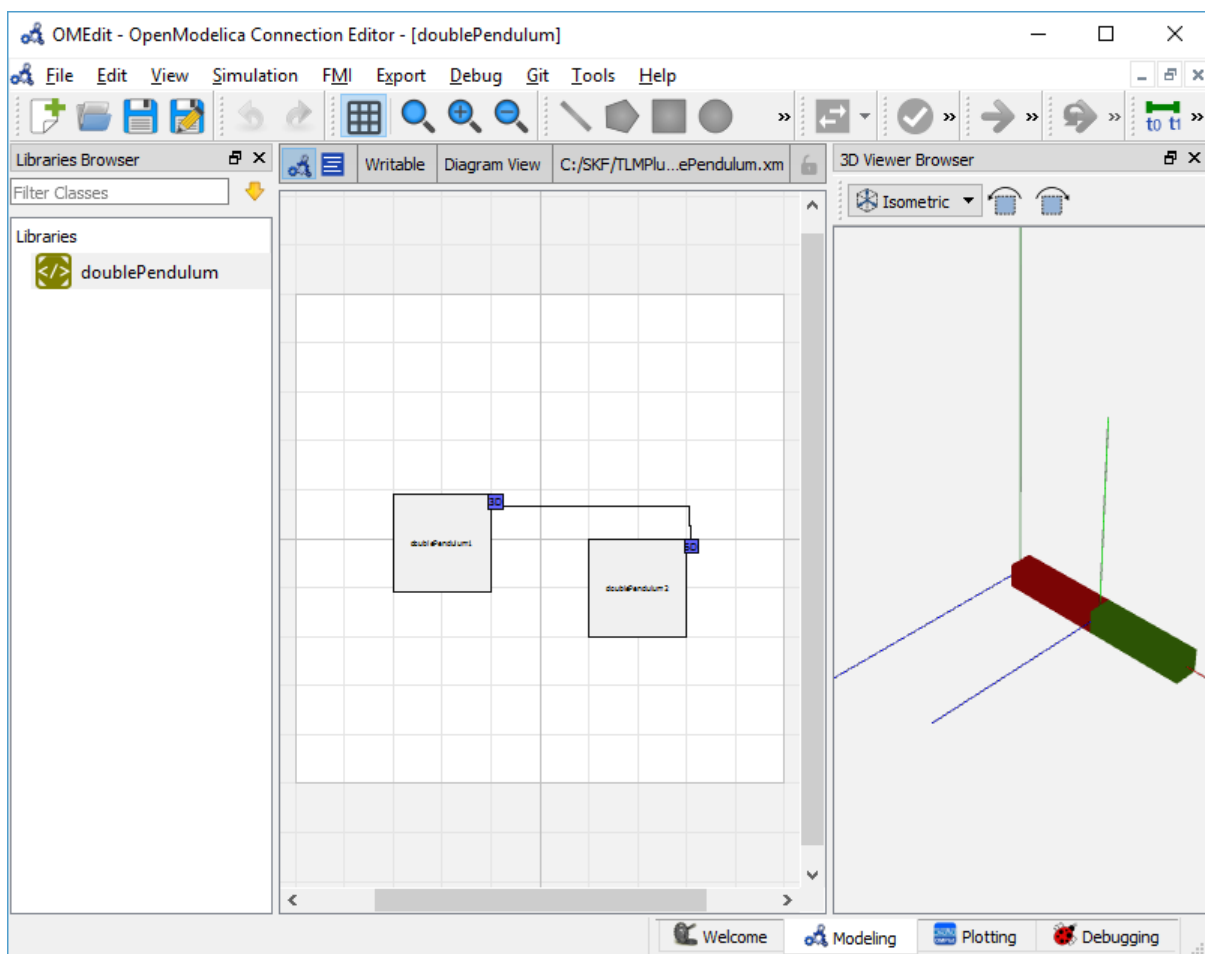 OMEdit - OpenModelica Connection Editor - [doublePendulum]
File Edit View Simulation FMI Export Debug Git Tools Help
» » » » t0 t1 »
Libraries Browser
Writable Diagram View C:/SKF/TLMPlu...ePendulum.xm
3D Viewer Browser
Filter Classes
Isometric
Libraries
</> doublePendulum
3D
doublePendulum1
3D
doublePendulum2
Welcome Modeling Plotting Debugging